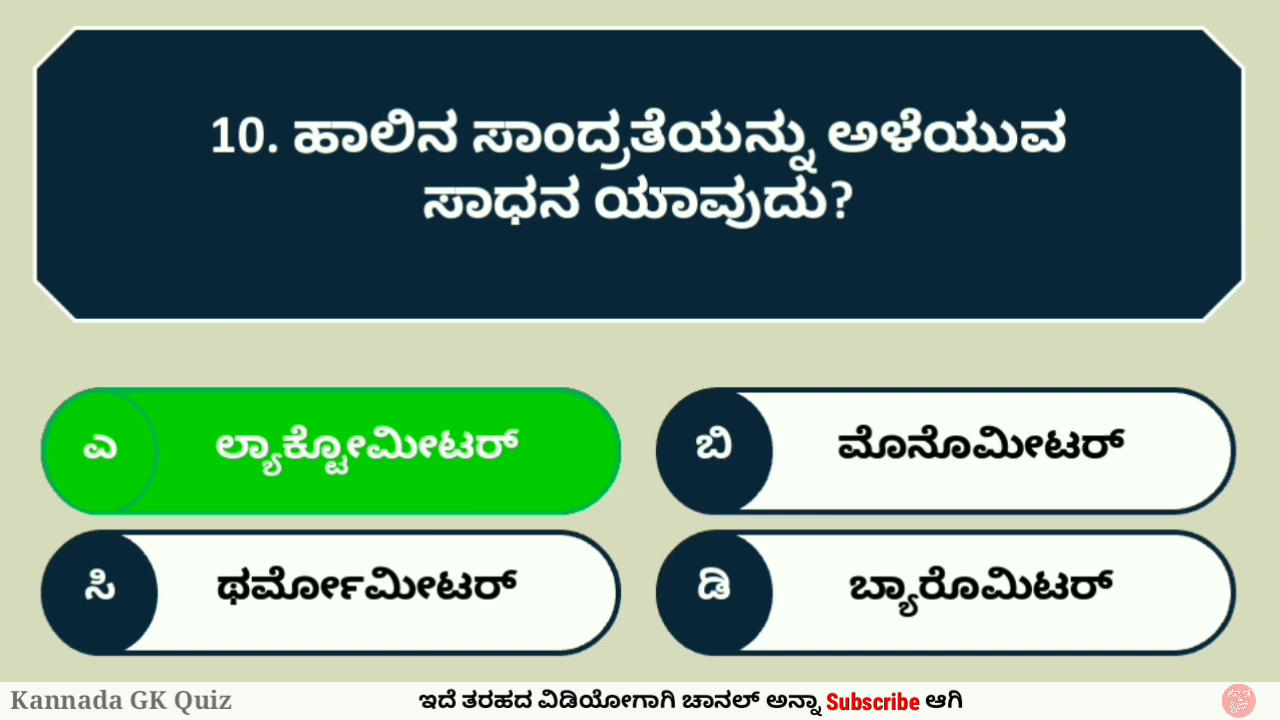 10. ಹಾಲಿನ ಸಾಂದ್ರತೆಯನ್ನು ಅಳೆಯುವ
ಸಾಧನ ಯಾವುದು?
ಎ ಲ್ಯಾಕ್ಟೋಮೀಟರ್
ಬಿ ಮೊನೊಮೀಟರ್
ಸಿ ಥರ್ಮೋಮೀಟರ್
ಡಿ ಬ್ಯಾರೊಮಿಟರ್
Kannada GK Quiz
ಇದೆ ತರಹದ ವಿಡಿಯೋಗಾಗಿ ಚಾನಲ್ ಅನ್ನಾ Subscribe ಆಗಿ